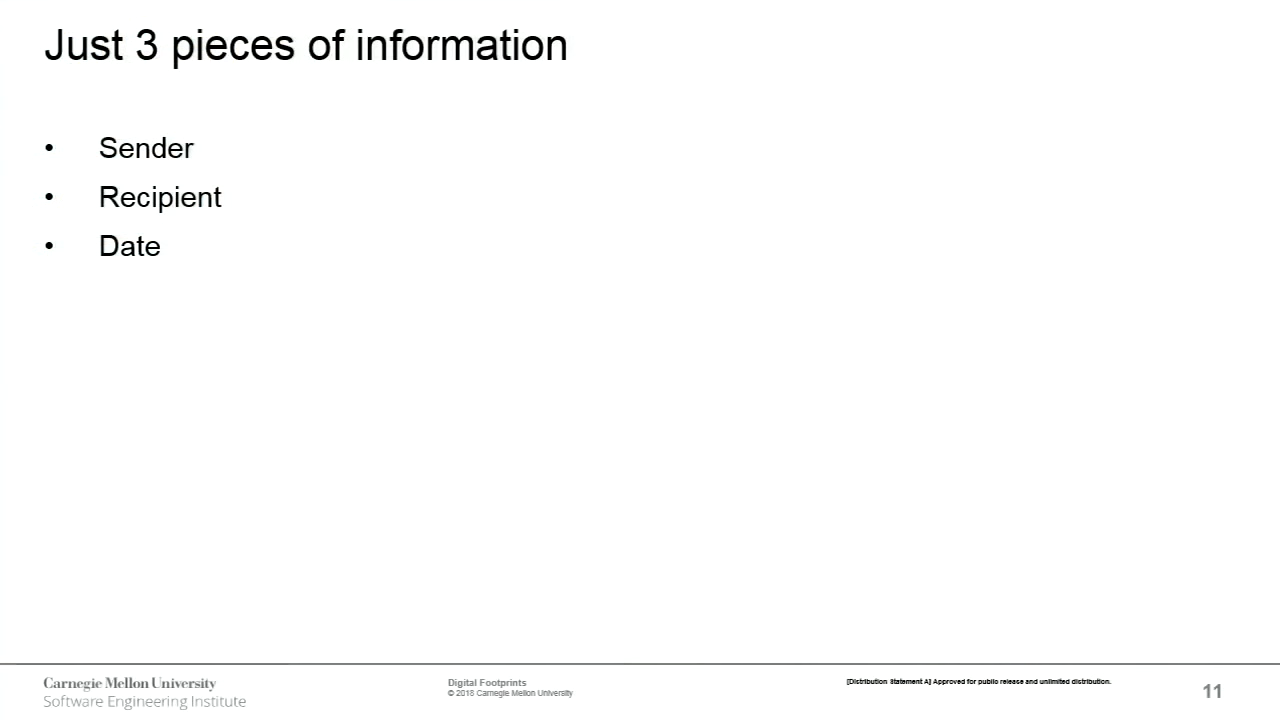 Just 3 pieces of information
• Sender
• Recipient
• Date
Carnegie Mellon University
Software Engineering Institute
Digital Footprints
© 2018 Carnegie Mellon University
[Distribution Statement A] Approved for public release and unlimited distribution.
11